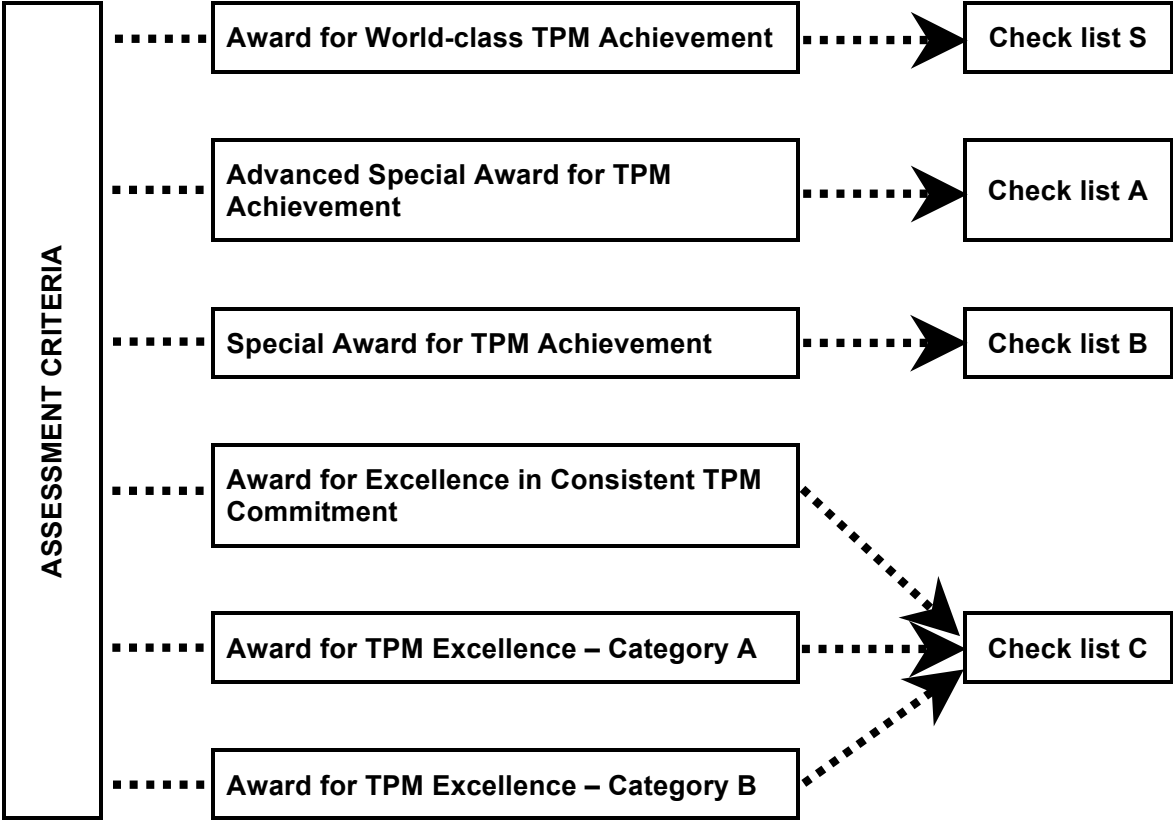 ASSESSMENT CRITERIA
Award for World-class TPM Achievement
Check list S
Advanced Special Award for TPM
Achievement
Check list A
Special Award for TPM Achievement
Check list B
Award for Excellence in Consistent TPM
Commitment
Award for TPM Excellence – Category A
Check list C
Award for TPM Excellence – Category B